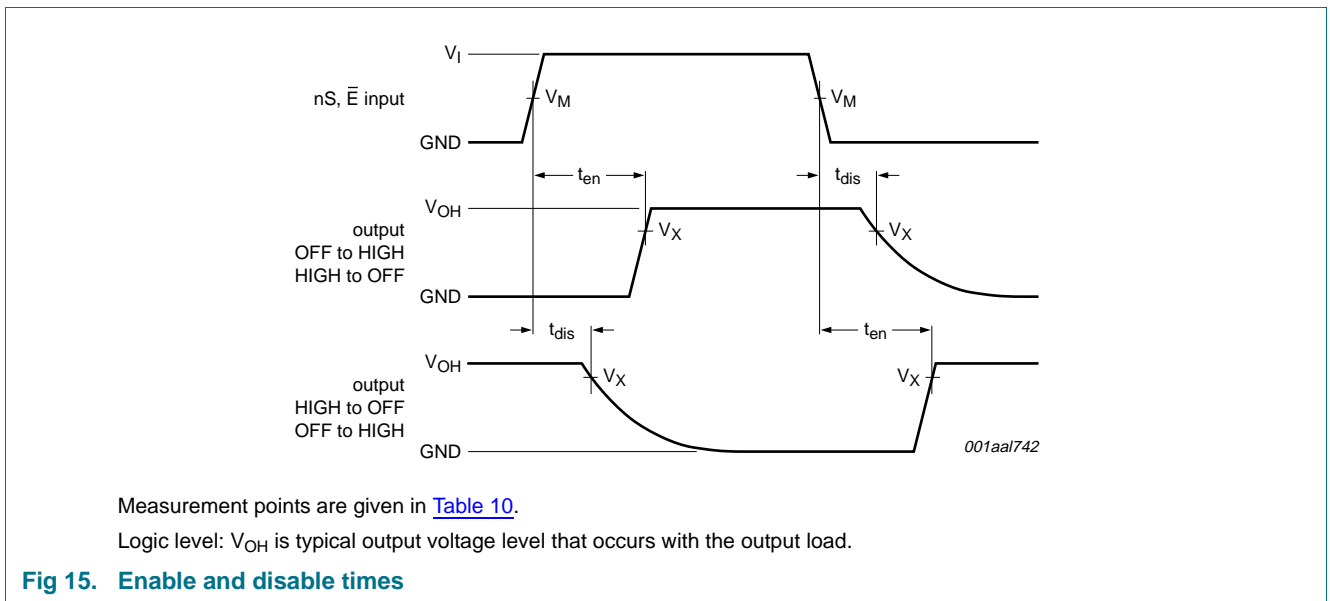 V_I
nS, E̅ input
V_M
V_M
GND
t_en
t_dis
V_OH
output
OFF to HIGH
HIGH to OFF
V_X
V_X
GND
t_dis
t_en
V_OH
output
HIGH to OFF
OFF to HIGH
V_X
V_X
GND
001aal742
Measurement points are given in Table 10.
Logic level: V_OH is typical output voltage level that occurs with the output load.
Fig 15. Enable and disable times